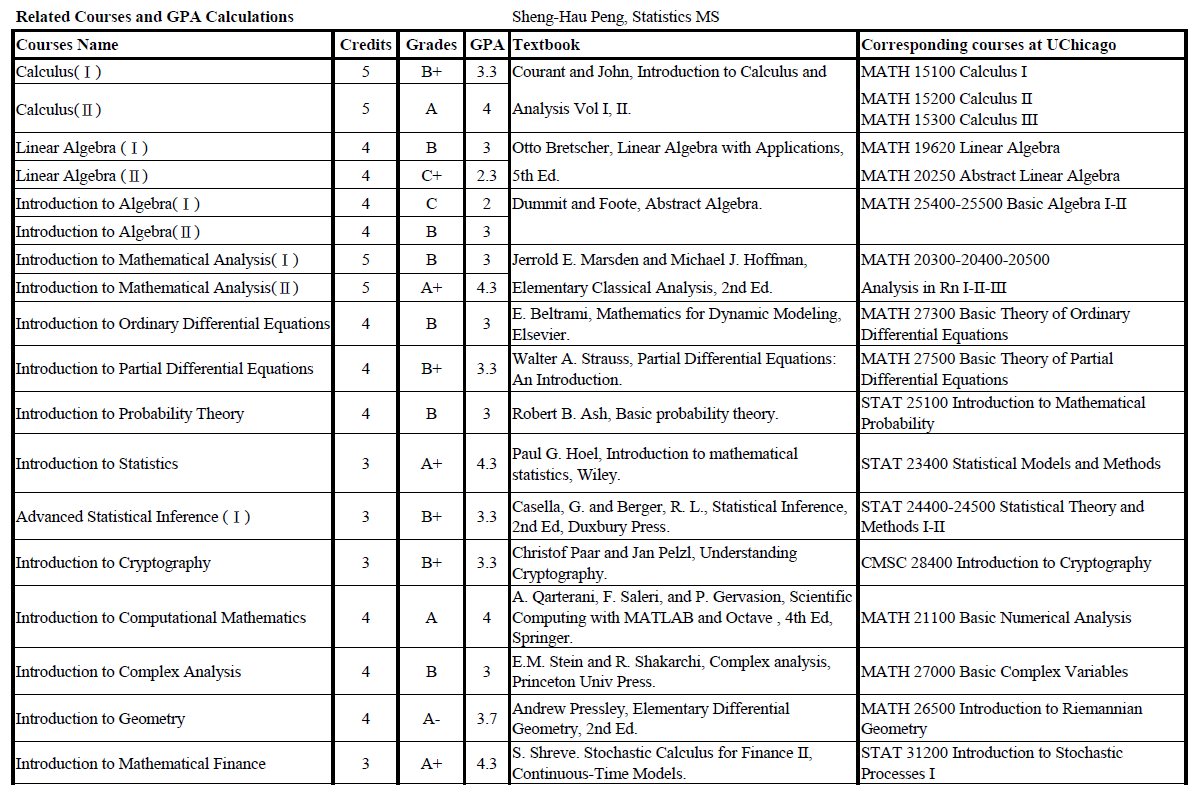 Related Courses and GPA Calculations Sheng-Hau Peng, Statistics MS
Courses Name Credits Grades GPA Textbook Corresponding courses at UChicago
Calculus(Ⅰ) 5 B+ 3.3 Courant and John, Introduction to Calculus and MATH 15100 Calculus I
Calculus(Ⅱ) 5 A 4 Analysis Vol I, II. MATH 15200 Calculus II
MATH 15300 Calculus III
Linear Algebra (Ⅰ) 4 B 3 Otto Bretscher, Linear Algebra with Applications, MATH 19620 Linear Algebra
Linear Algebra (Ⅱ) 4 C+ 2.3 5th Ed. MATH 20250 Abstract Linear Algebra
Introduction to Algebra(Ⅰ) 4 C 2 Dummit and Foote, Abstract Algebra. MATH 25400-25500 Basic Algebra I-II
Introduction to Algebra(Ⅱ) 4 B 3
Introduction to Mathematical Analysis(Ⅰ) 5 B 3 Jerrold E. Marsden and Michael J. Hoffman, MATH 20300-20400-20500
Introduction to Mathematical Analysis(Ⅱ) 5 A+ 4.3 Elementary Classical Analysis, 2nd Ed. Analysis in Rn I-II-III
Introduction to Ordinary Differential Equations 4 B 3 E. Beltrami, Mathematics for Dynamic Modeling, MATH 27300 Basic Theory of Ordinary
Elsevier. Differential Equations
Introduction to Partial Differential Equations 4 B+ 3.3 Walter A. Strauss, Partial Differential Equations: MATH 27500 Basic Theory of Partial
An Introduction. Differential Equations
Introduction to Probability Theory 4 B 3 Robert B. Ash, Basic probability theory. STAT 25100 Introduction to Mathematical
Probability
Introduction to Statistics 3 A+ 4.3 Paul G. Hoel, Introduction to mathematical STAT 23400 Statistical Models and Methods
statistics, Wiley.
Advanced Statistical Inference (Ⅰ) 3 B+ 3.3 Casella, G. and Berger, R. L., Statistical Inference, STAT 24400-24500 Statistical Theory and
2nd Ed, Duxbury Press. Methods I-II
Introduction to Cryptography 3 B+ 3.3 Christof Paar and Jan Pelzl, Understanding CMSC 28400 Introduction to Cryptography
Cryptography.
Introduction to Computational Mathematics 4 A 4 A. Qarterani, F. Saleri, and P. Gervasion, Scientific MATH 21100 Basic Numerical Analysis
Computing with MATLAB and Octave , 4th Ed,
Springer.
Introduction to Complex Analysis 4 B 3 E.M. Stein and R. Shakarchi, Complex analysis, MATH 27000 Basic Complex Variables
Princeton Univ Press.
Introduction to Geometry 4 A- 3.7 Andrew Pressley, Elementary Differential MATH 26500 Introduction to Riemannian
Geometry, 2nd Ed. Geometry
Introduction to Mathematical Finance 3 A+ 4.3 S. Shreve. Stochastic Calculus for Finance II, STAT 31200 Introduction to Stochastic
Continuous-Time Models. Processes I